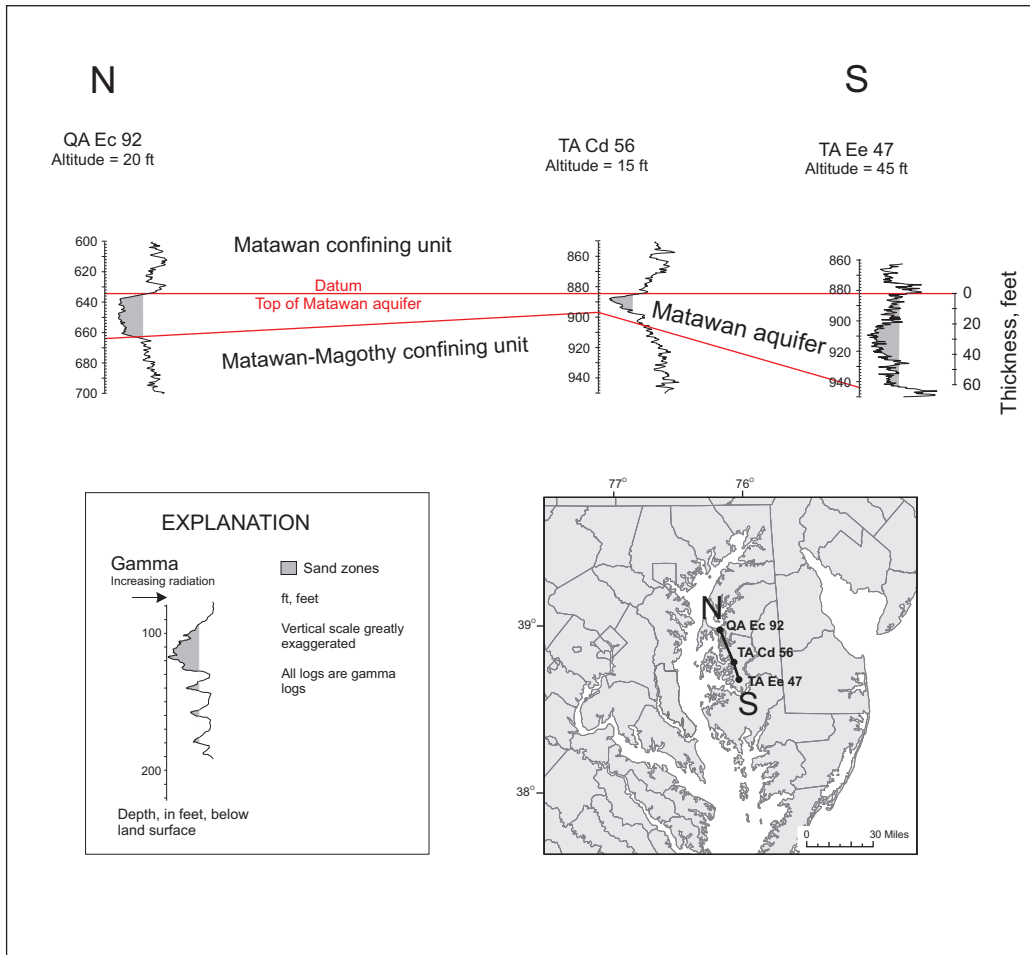 N
S
QA Ec 92
Altitude = 20 ft
TA Cd 56
Altitude = 15 ft
TA Ee 47
Altitude = 45 ft
600
620
640
660
680
700
Matawan confining unit
Datum
Top of Matawan aquifer
Matawan-Magothy confining unit
860
880
900
920
940
Matawan aquifer
860
880
900
920
940
0
20
40
60
Thickness, feet
EXPLANATION
Gamma
Increasing radiation
100
200
Depth, in feet, below
land surface
Sand zones
ft, feet
Vertical scale greatly
exaggerated
All logs are gamma
logs
77°
76°
39°
38°
N
QA Ec 92
TA Cd 56
TA Ee 47
S
0
30 Miles